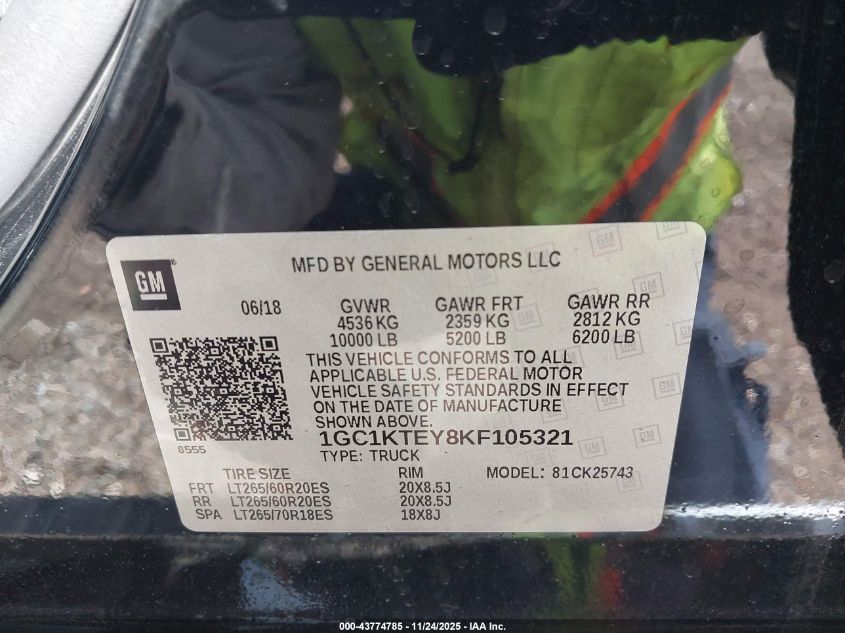 GM
MFD BY GENERAL MOTORS LLC
06/18 GVWR GAWR FRT GAWR RR
4536 KG 2359 KG 2812 KG
10000 LB 5200 LB 6200 LB
THIS VEHICLE CONFORMS TO ALL
APPLICABLE U.S. FEDERAL MOTOR
VEHICLE SAFETY STANDARDS IN EFFECT
ON THE DATE OF MANUFACTURE
SHOWN ABOVE.
8555
1GC1KTEY8KF105321
TYPE: TRUCK
TIRE SIZE RIM MODEL: 81CK25743
FRT LT265/60R20ES 20X8.5J
RR LT265/60R20ES 20X8.5J
SPA LT265/70R18ES 18X8J
000-43774785 - 11/24/2025 - IAA Inc.